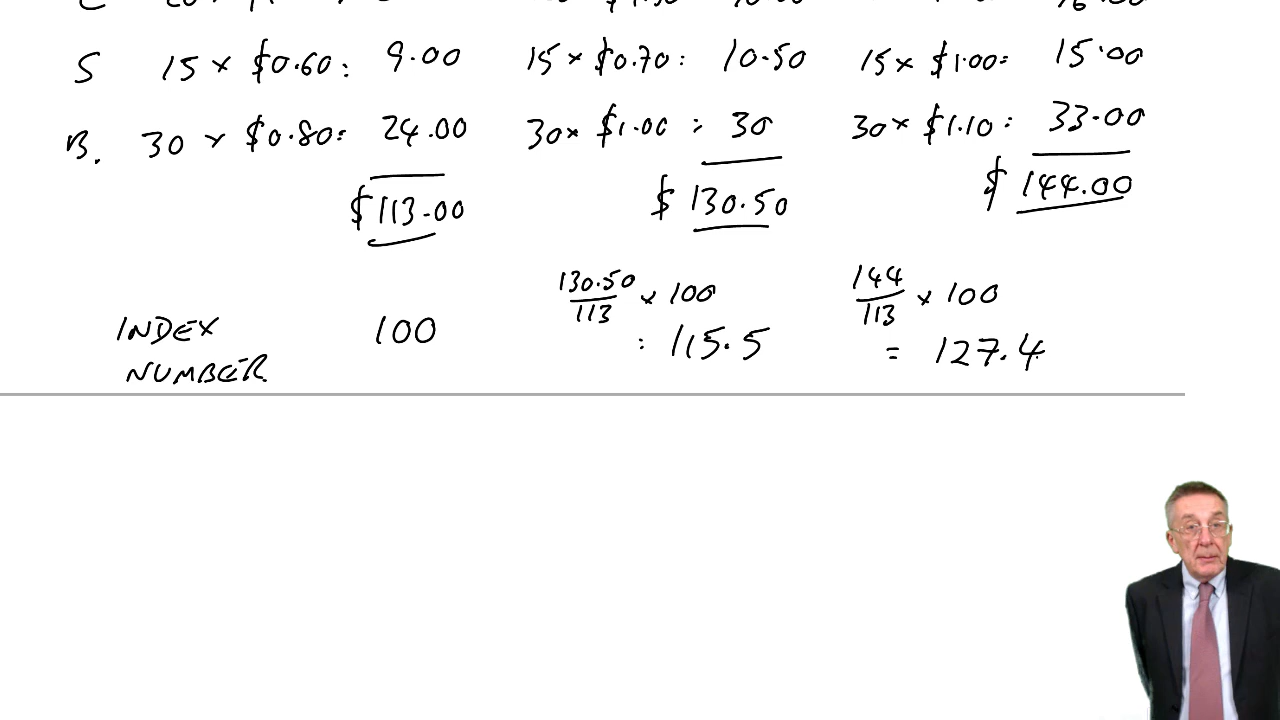 S 15 × $0.60: 9.00 15 × $0.70: 10.50 15 × $1.00= 15.00
B. 30 × $0.80= 24.00 30 × $1.00 : 30 30 × $1.10: 33.00
$113.00 $ 130.50 $ 144.00
130.50/113 × 100 144/113 × 100
INDEX 100 : 115.5 = 127.4
NUMBER.